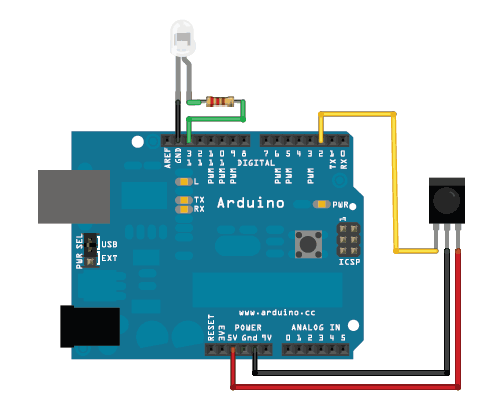 AREF
GND
13
12
11
10
9
8
7
6
5
4
3
2
1
0
PWM
PWM
PWM
DIGITAL
PWM
PWM
PWM
TX
RX
L
TX
RX
Arduino
PWR
1
PWR SEL
USB
EXT
ICSP
www.arduino.cc
RESET
3V3
5V Gnd 9V
POWER
ANALOG IN
0 1 2 3 4 5